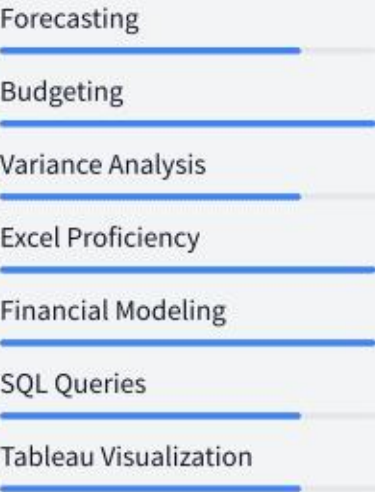 Forecasting
Budgeting
Variance Analysis
Excel Proficiency
Financial Modeling
SQL Queries
Tableau Visualization